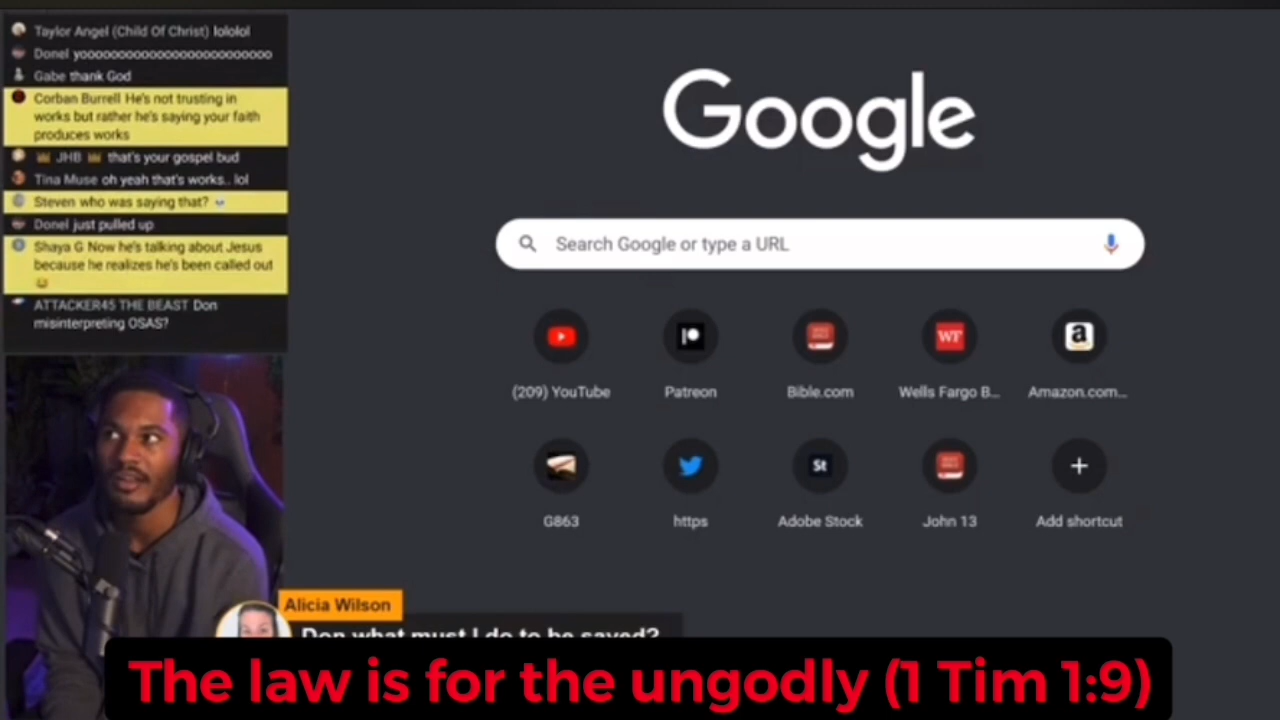 Taylor Angel (Child Of Christ) lololol
Donel yooooooooooooooooooooooooo
Gabe thank God
Corban Burrell He's not trusting in
works but rather he's saying your faith
produces works
JHB that's your gospel bud
Tina Muse oh yeah that's works.. lol
Steven who was saying that?
Donel just pulled up
Shaya G Now he's talking about Jesus
because he realizes he's been called out
ATTACKER45 THE BEAST Don
misinterpreting OSAS?
Google
Search Google or type a URL
WF
a
(209) YouTube
Patreon
Bible.com
Wells Fargo B...
Amazon.com...
St
G863
https
Adobe Stock
John 13
Add shortcut
Alicia Wilson
Don what must I do to be saved?
The law is for the ungodly (1 Tim 1:9)